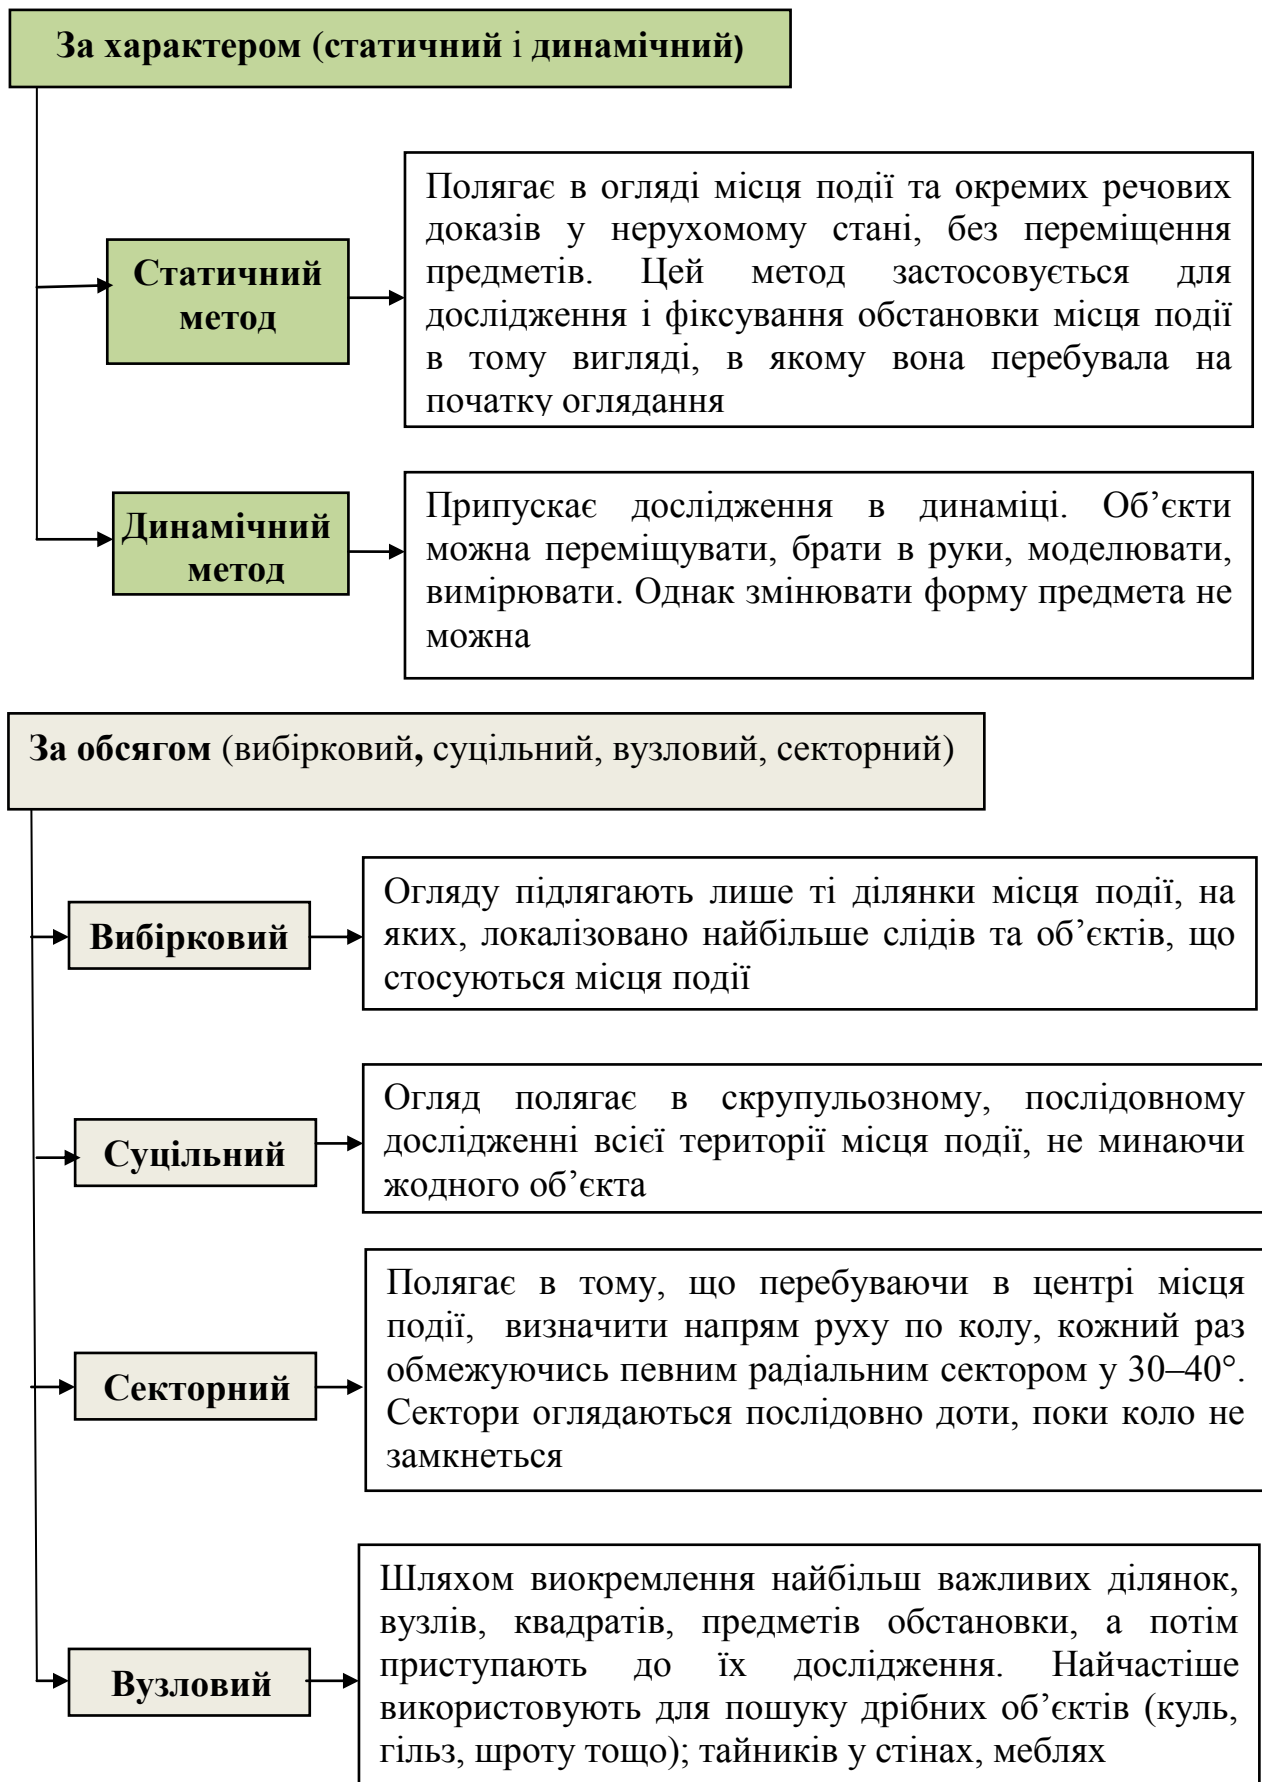 За характером (статичний і динамічний)
Статичний
метод
Полягає в огляді місця події та окремих речових
доказів у нерухомому стані, без переміщення
предметів. Цей метод застосовується для
дослідження і фіксування обстановки місця події
в тому вигляді, в якому вона перебувала на
початку оглядання
Динамічний
метод
Припускає дослідження в динаміці. Об’єкти
можна переміщувати, брати в руки, моделювати,
вимірювати. Однак змінювати форму предмета не
можна
За обсягом (вибірковий, суцільний, вузловий, секторний)
Вибірковий
Огляду підлягають лише ті ділянки місця події, на
яких, локалізовано найбільше слідів та об’єктів, що
стосуються місця події
Суцільний
Огляд полягає в скрупульозному, послідовному
дослідженні всієї території місця події, не минаючи
жодного об’єкта
Секторний
Полягає в тому, що перебуваючи в центрі місця
події, визначити напрям руху по колу, кожний раз
обмежуючись певним радіальним сектором у 30–40°.
Сектори оглядаються послідовно доти, поки коло не
замкнеться
Вузловий
Шляхом виокремлення найбільш важливих ділянок,
вузлів, квадратів, предметів обстановки, а потім
приступають до їх дослідження. Найчастіше
використовують для пошуку дрібних об’єктів (куль,
гільз, шроту тощо); тайників у стінах, меблях